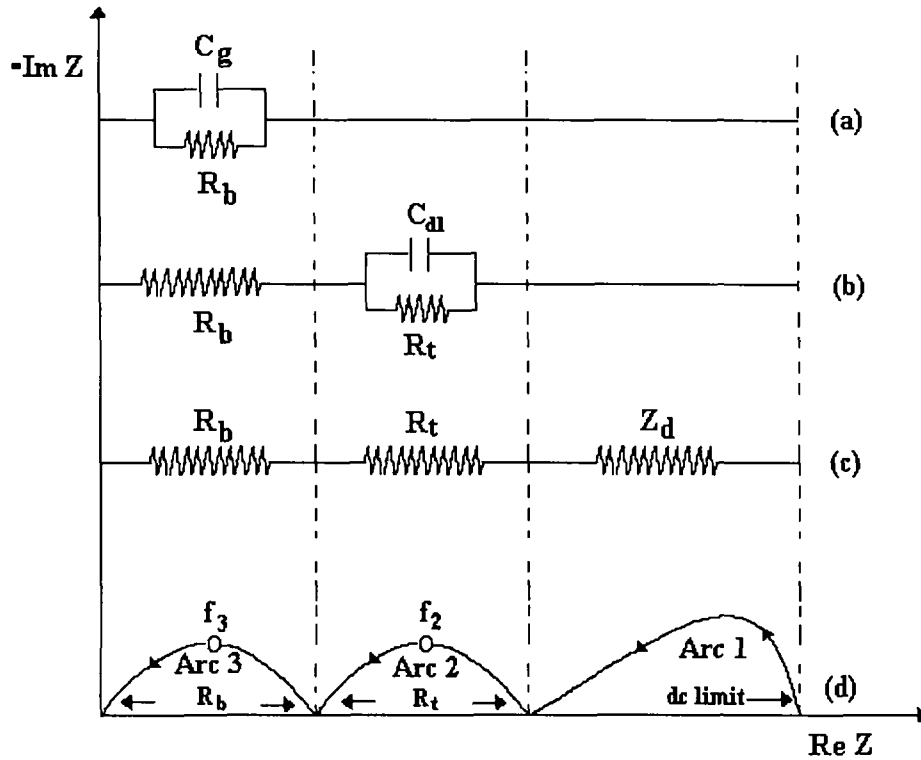 -Im Z
C_g
R_b
(a)
C_dl
R_b
R_t
(b)
R_b
R_t
Z_d
(c)
f_3
f_2
Arc 3
Arc 2
Arc 1
R_b
R_t
dc limit
(d)
Re Z